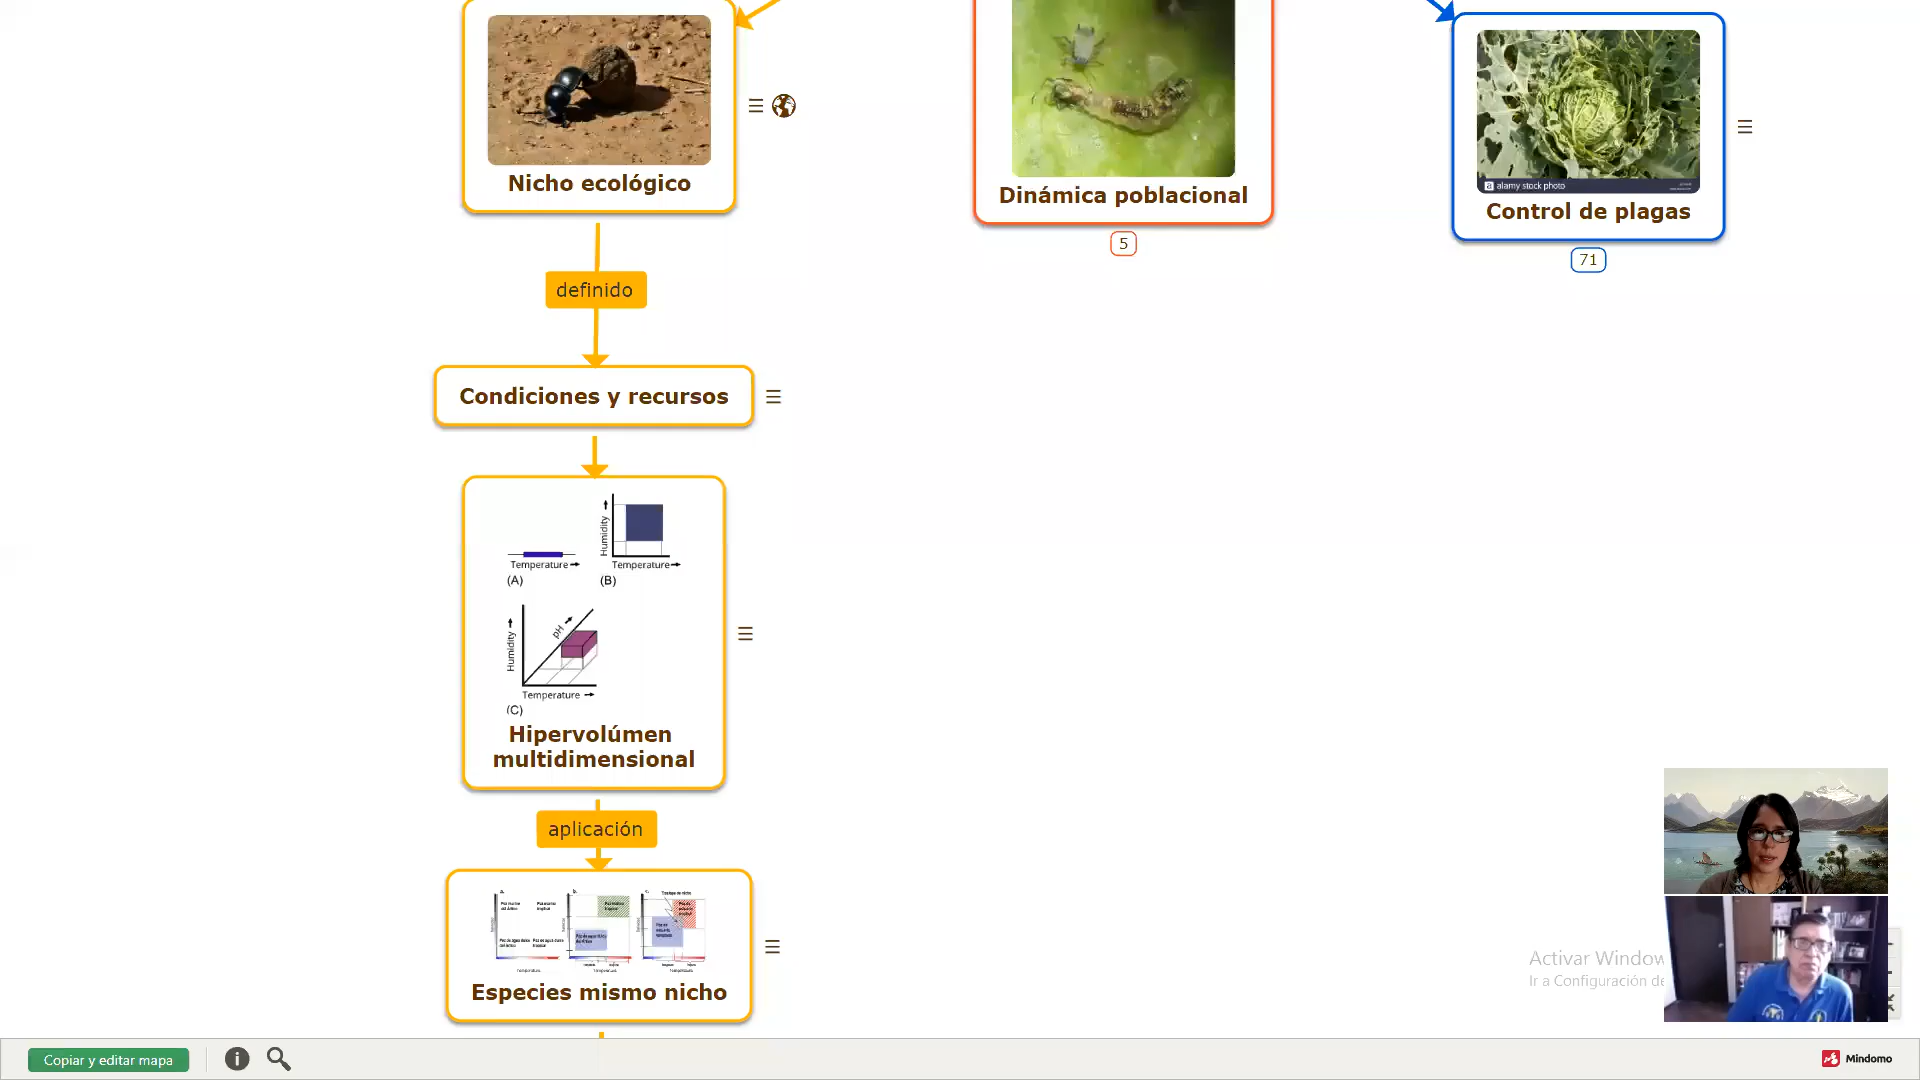 Nicho ecológico
Dinámica poblacional
5
alamy stock photo
Control de plagas
71
definido
Condiciones y recursos
Humidity
Temperature
Temperature
(A)
(B)
Humidity
pH
Temperature
(C)
Hipervolúmen
multidimensional
aplicación
Especies mismo nicho
Activar Window
Ir a Configuración de
Copiar y editar mapa
Mindomo